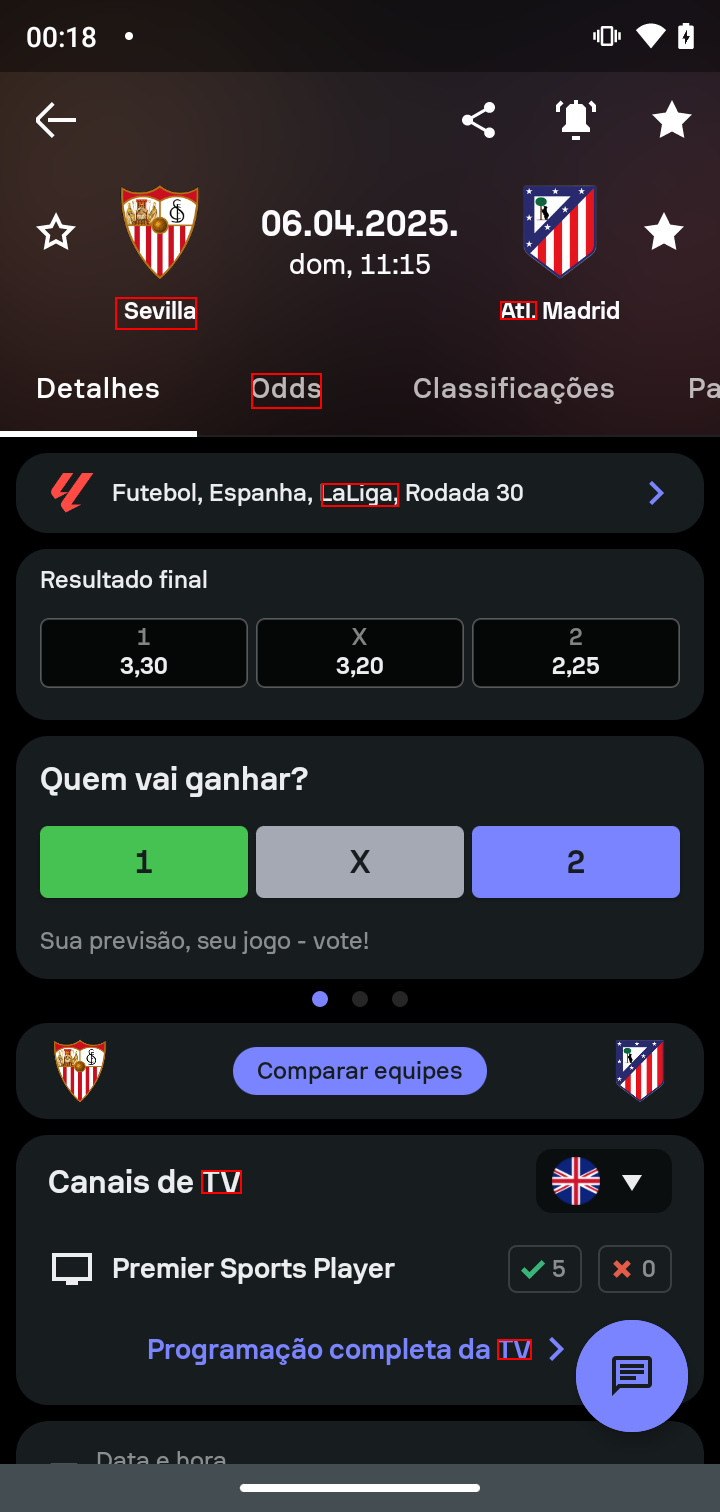 00:18
06.04.2025.
dom, 11:15
Sevilla
Atl. Madrid
Detalhes Odds Classificações Pa
Futebol, Espanha, LaLiga, Rodada 30
Resultado final
1 X 2
3,30 3,20 2,25
Quem vai ganhar?
1 X 2
Sua previsão, seu jogo - vote!
Comparar equipes
Canais de TV
Premier Sports Player 5 0
Programação completa da TV
Data e hora